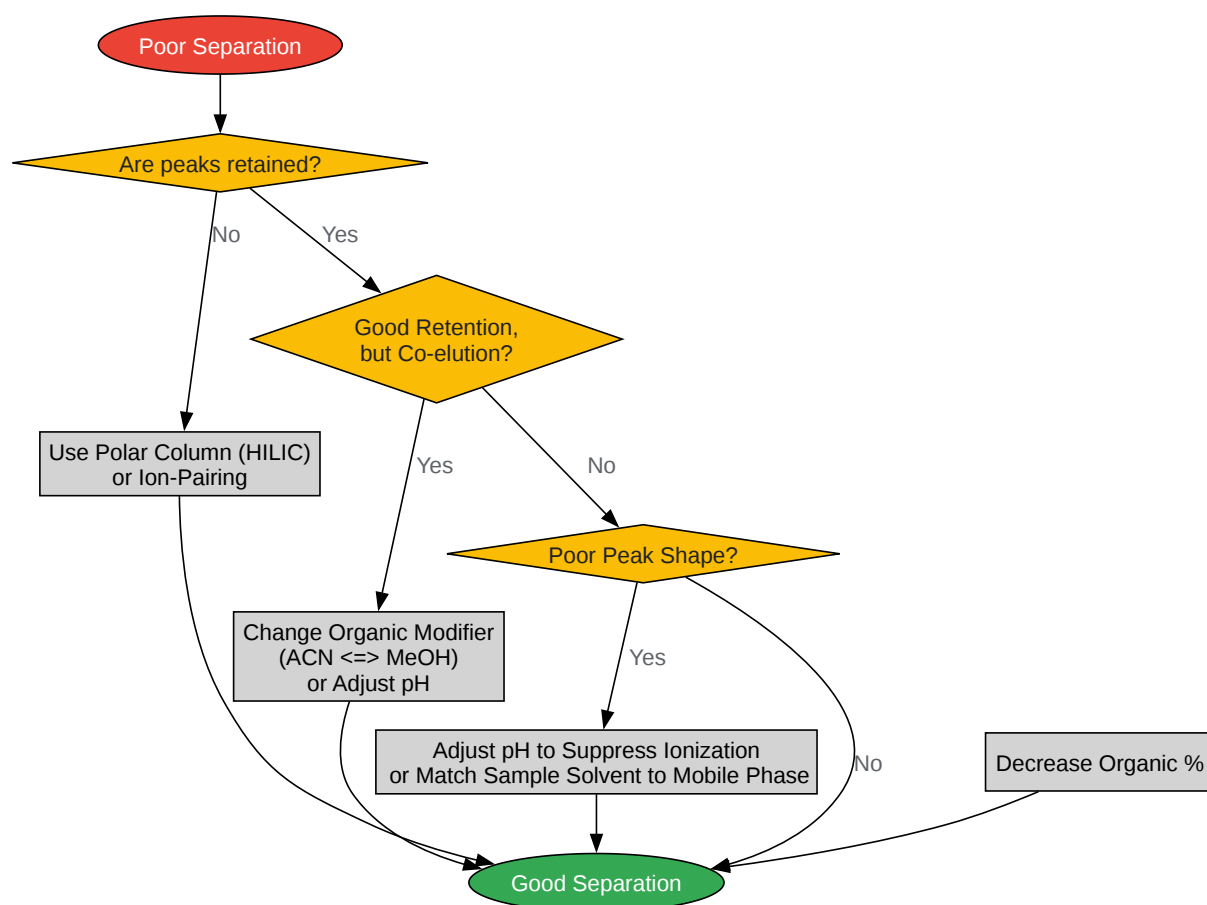 Poor Separation
Are peaks retained?
No
Yes
Good Retention,
but Co-elution?
Use Polar Column (HILIC)
or Ion-Pairing
Yes
No
Poor Peak Shape?
Change Organic Modifier
(ACN <=> MeOH)
or Adjust pH
Yes
Adjust pH to Suppress Ionization
or Match Sample Solvent to Mobile Phase
No
Decrease Organic %
Good Separation